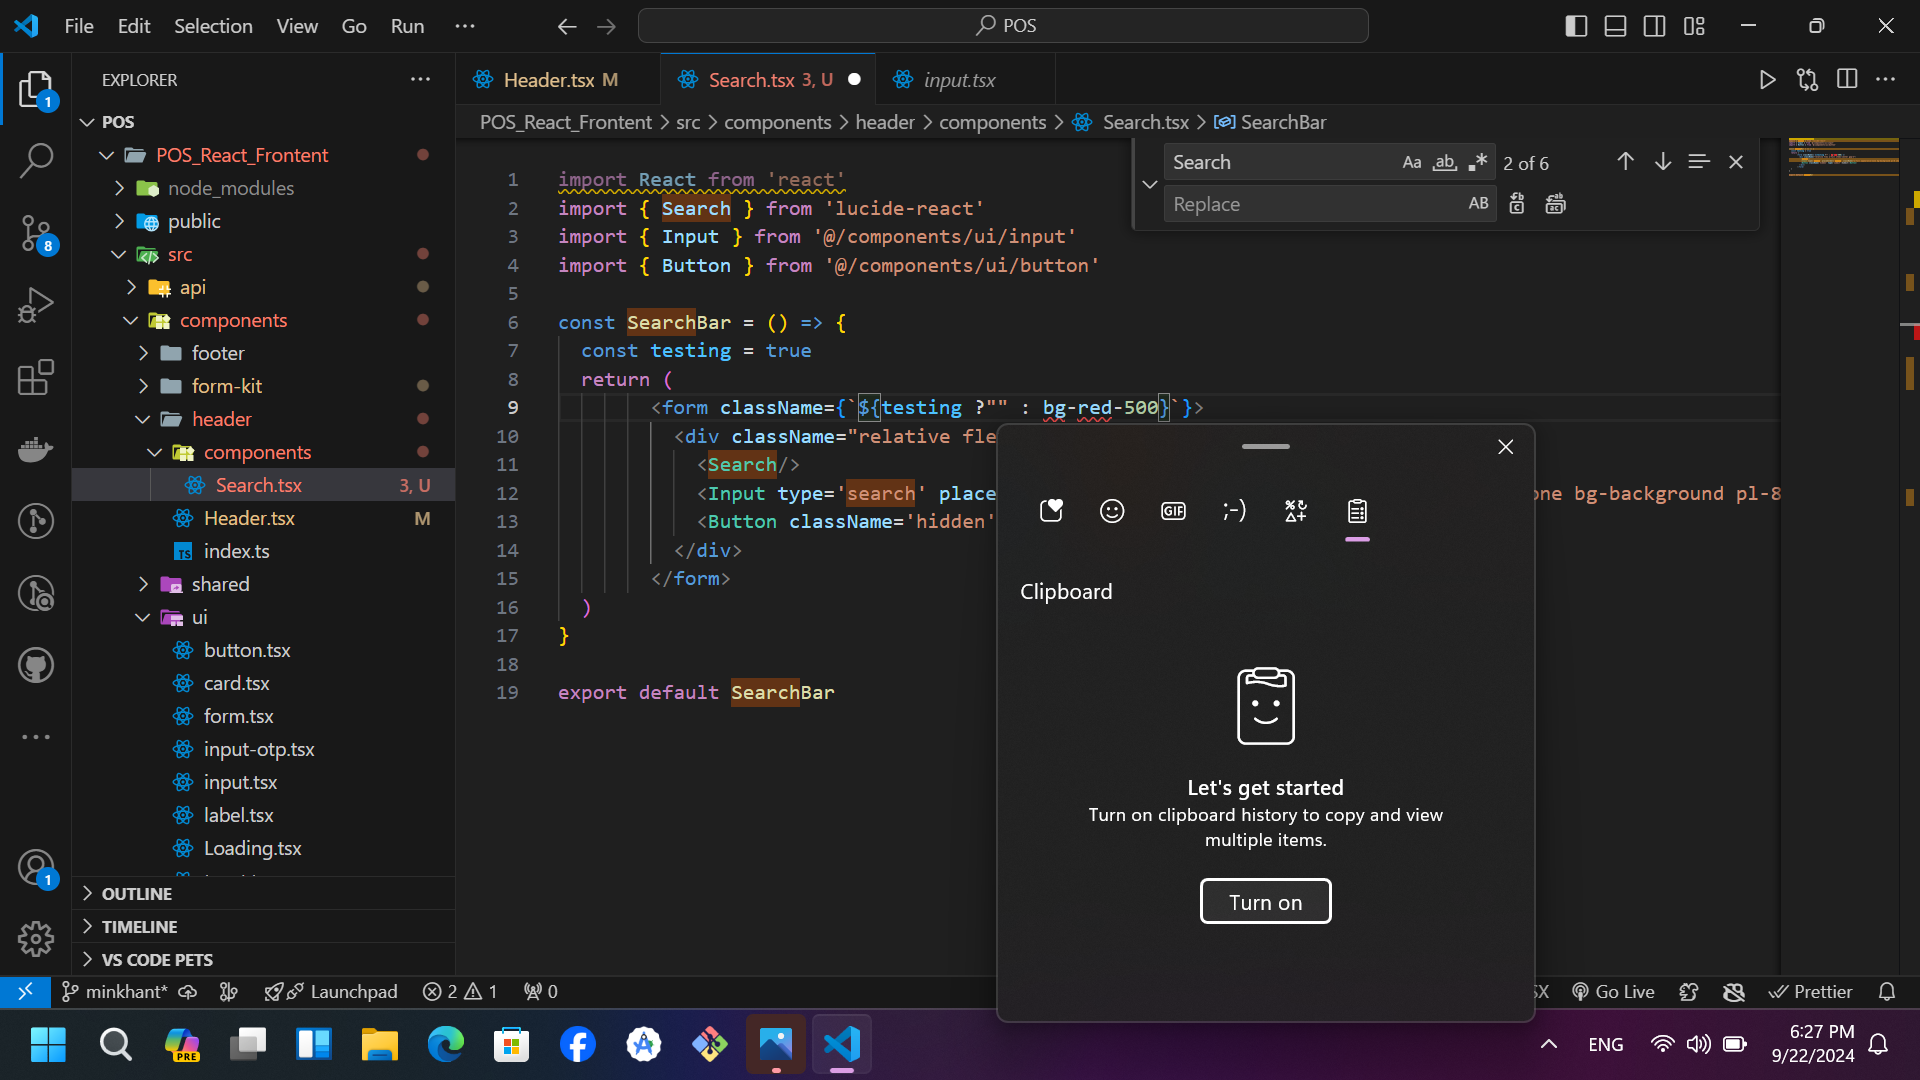 File Edit Selection View Go Run ··· POS
EXPLORER
Header.tsx M Search.tsx 3, U input.tsx
POS_React_Frontent > src > components > header > components > Search.tsx > SearchBar
POS
POS_React_Frontent
node_modules
public
src
api
components
footer
form-kit
header
components
Search.tsx 3, U
Header.tsx M
index.ts
shared
ui
button.tsx
card.tsx
form.tsx
input-otp.tsx
input.tsx
label.tsx
Loading.tsx
OUTLINE
TIMELINE
VS CODE PETS
1
8
1
Search Aa ab 2 of 6
Replace AB
1 import React from 'react'
2 import { Search } from 'lucide-react'
3 import { Input } from '@/components/ui/input'
4 import { Button } from '@/components/ui/button'
5
6 const SearchBar = () => {
7 const testing = true
8 return (
9 <form className={`${testing ?"" : bg-red-500}`}>
10 <div className="relative fle
11 <Search/>
12 <Input type='search' place one bg-background pl-8
13 <Button className='hidden'
14 </div>
15 </form>
16 )
17 }
18
19 export default SearchBar
GIF ;-)
Clipboard
Let's get started
Turn on clipboard history to copy and view
multiple items.
Turn on
minkhant* Launchpad 2 1 0 SX Go Live Prettier
PRE
ENG
6:27 PM
9/22/2024